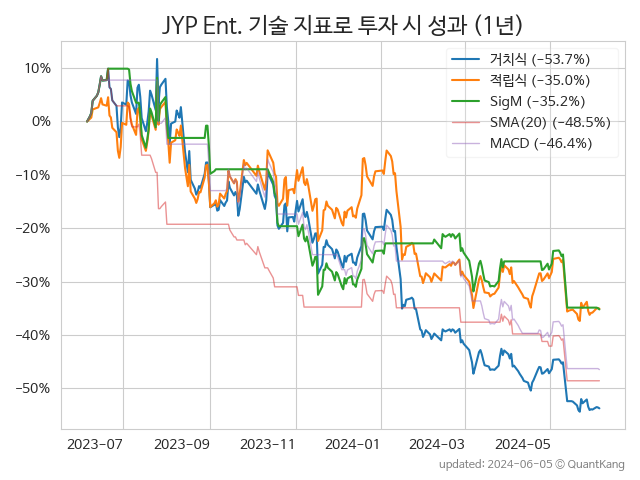 JYP Ent. 기술 지표로 투자 시 성과 (1년)
거치식 (−53.7%)
적립식 (−35.0%)
SigM (−35.2%)
SMA(20) (−48.5%)
MACD (−46.4%)
10%
0%
−10%
−20%
−30%
−40%
−50%
2023-07 2023-09 2023-11 2024-01 2024-03 2024-05
updated: 2024-06-05 © QuantKang